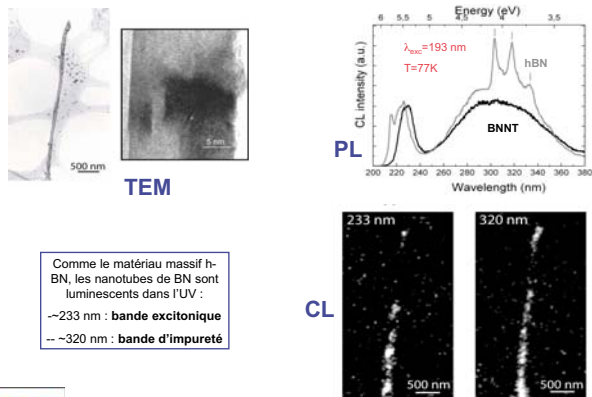 500 nm
5 nm
TEM
Energy (eV)
6 5,5 5 4,5 4 3,5
CL intensity (a.u.)
λexc=193 nm
T=77K
hBN
BNNT
PL
200 220 240 260 280 300 320 340 360 380
Wavelength (nm)
Comme le matériau massif h-
BN, les nanotubes de BN sont
luminescents dans l'UV :
-~233 nm : bande excitonique
-- ~320 nm : bande d'impureté
CL
233 nm
500 nm
320 nm
500 nm